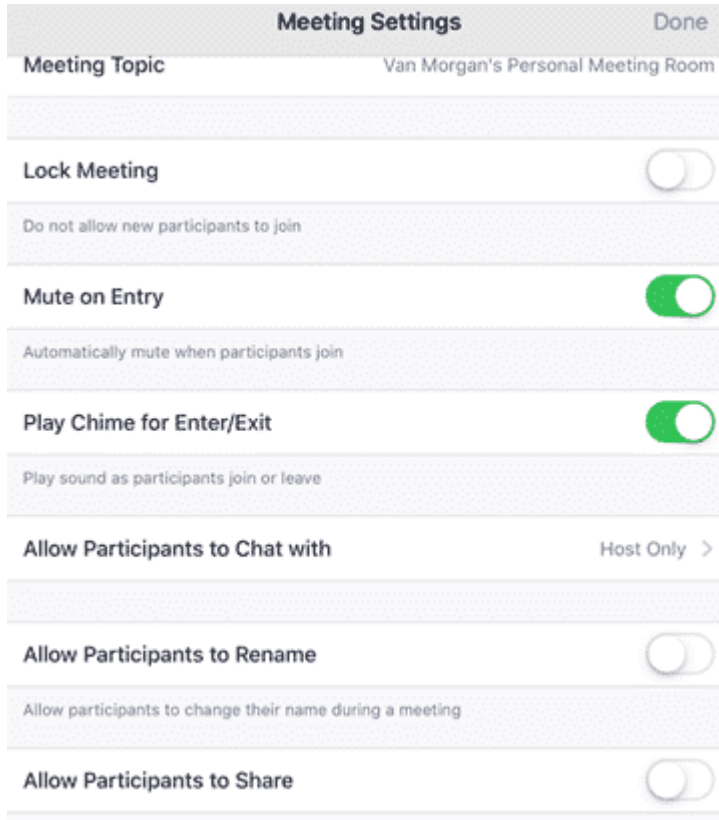 Meeting Settings Done
Meeting Topic Van Morgan's Personal Meeting Room
Lock Meeting
Do not allow new participants to join
Mute on Entry
Automatically mute when participants join
Play Chime for Enter/Exit
Play sound as participants join or leave
Allow Participants to Chat with Host Only
Allow Participants to Rename
Allow participants to change their name during a meeting
Allow Participants to Share